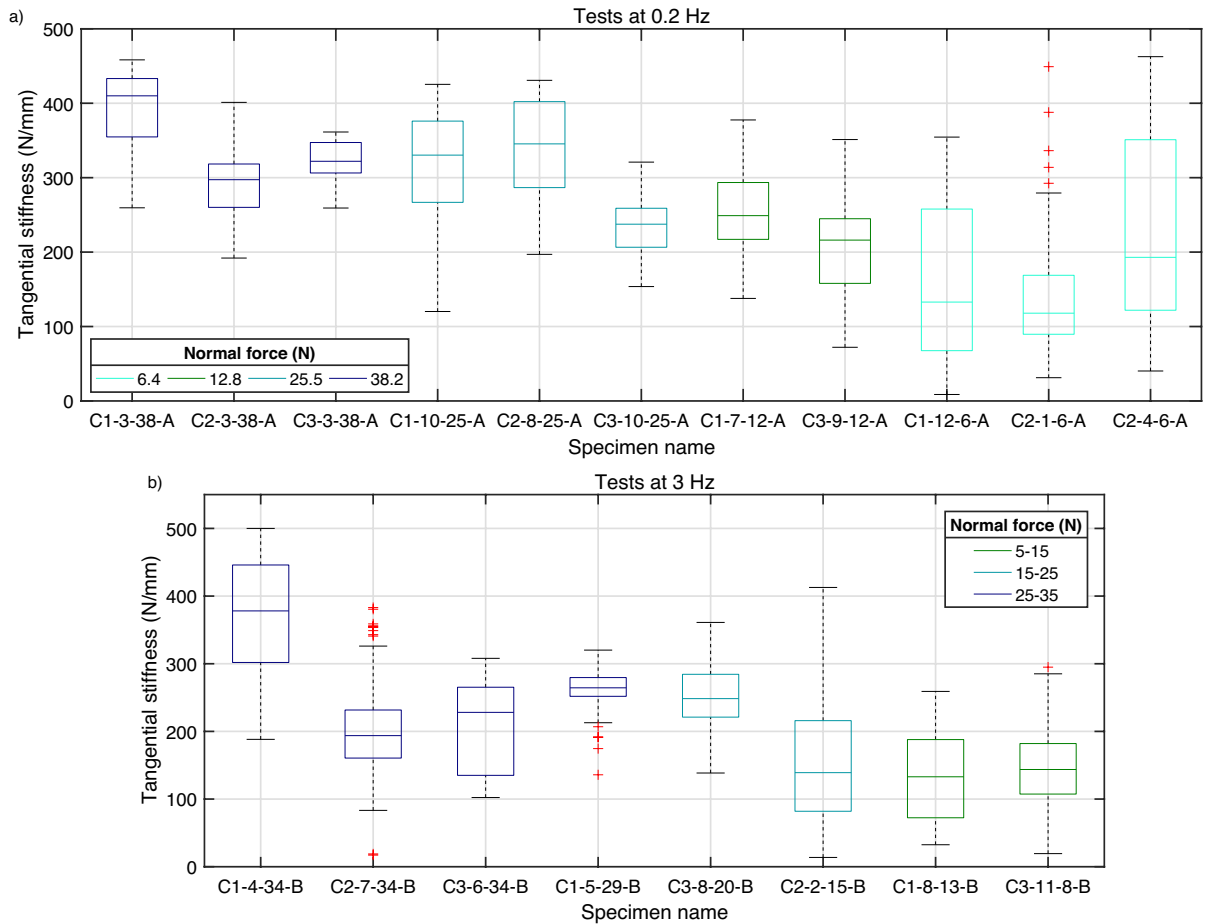 a)
Tests at 0.2 Hz
500
400
300
200
100
0
Tangential stiffness (N/mm)
Normal force (N)
6.4 12.8 25.5 38.2
C1-3-38-A C2-3-38-A C3-3-38-A C1-10-25-A C2-8-25-A C3-10-25-A C1-7-12-A C3-9-12-A C1-12-6-A C2-1-6-A C2-4-6-A
Specimen name
b)
Tests at 3 Hz
500
400
300
200
100
0
Tangential stiffness (N/mm)
Normal force (N)
5-15
15-25
25-35
C1-4-34-B C2-7-34-B C3-6-34-B C1-5-29-B C3-8-20-B C2-2-15-B C1-8-13-B C3-11-8-B
Specimen name